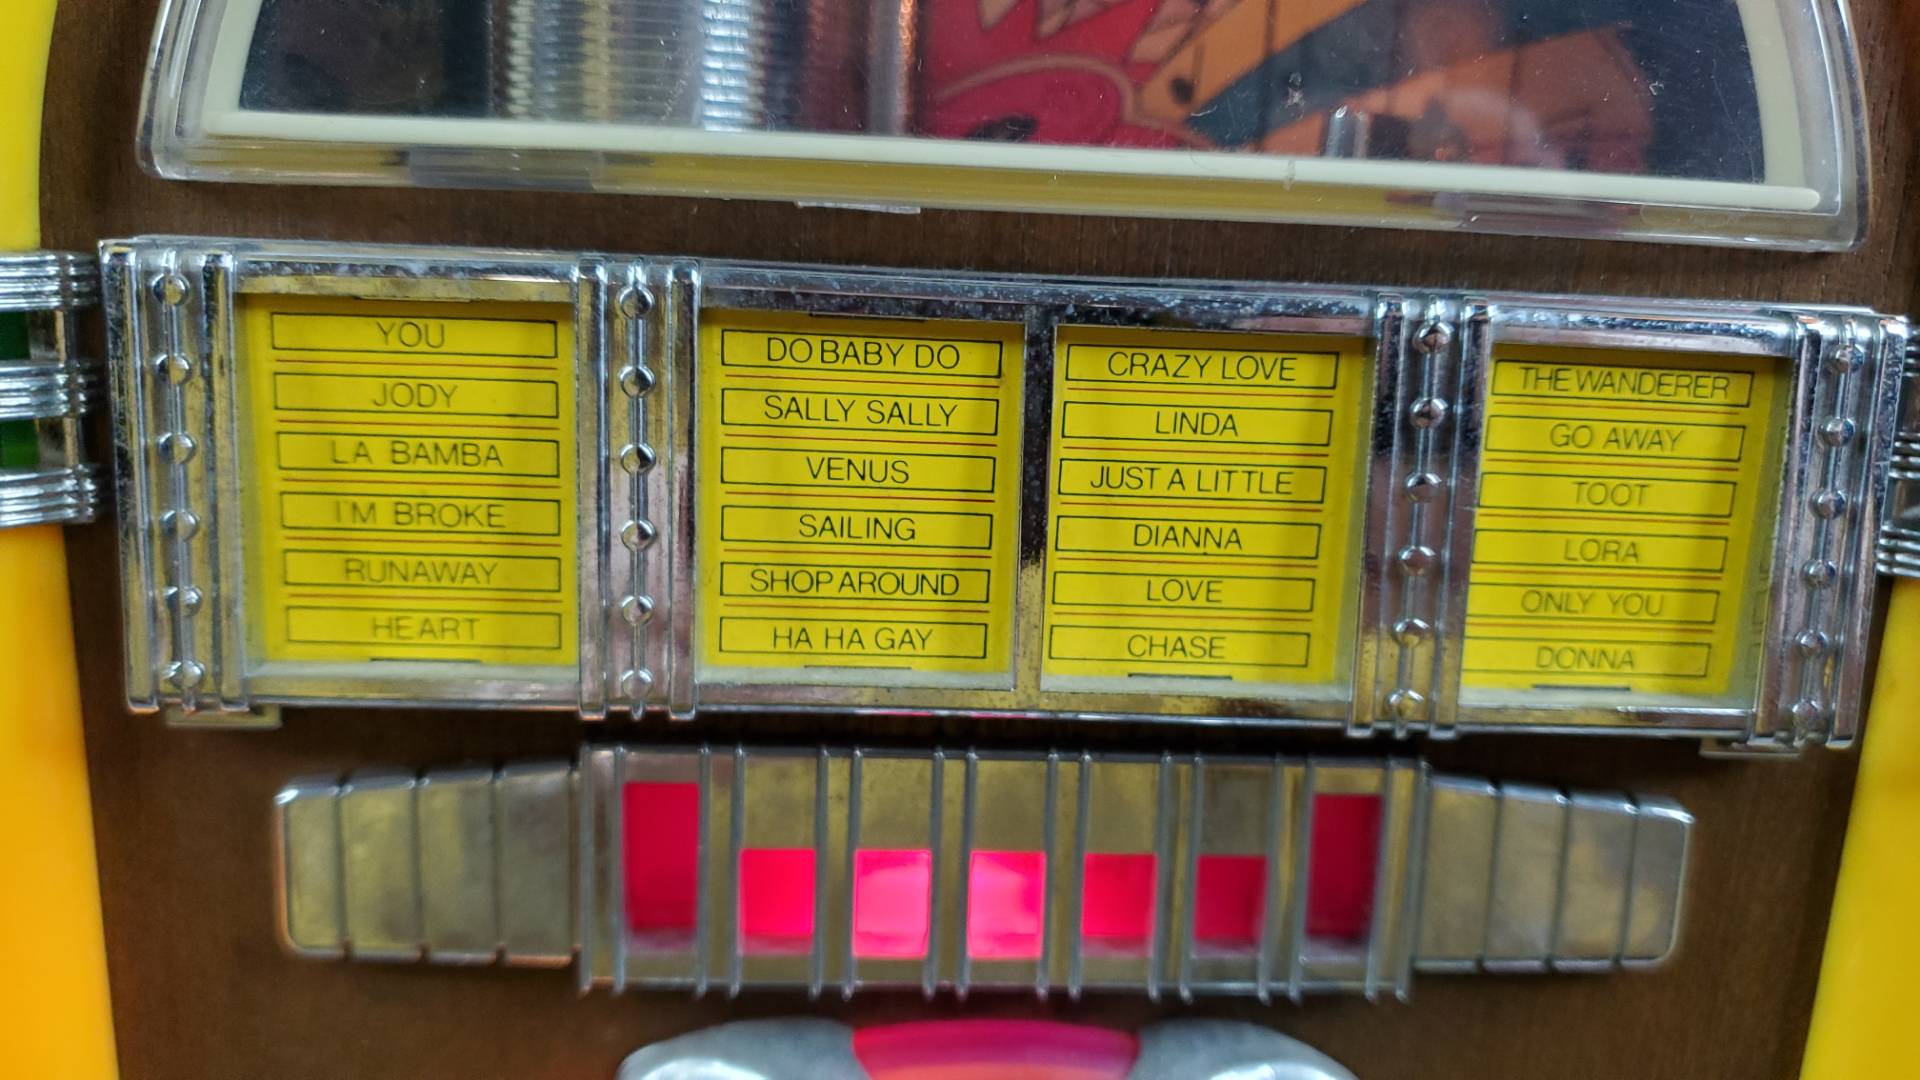 YOU
JODY
LA BAMBA
I'M BROKE
RUNAWAY
HEART
DO BABY DO
SALLY SALLY
VENUS
SAILING
SHOP AROUND
HA HA GAY
CRAZY LOVE
LINDA
JUST A LITTLE
DIANNA
LOVE
CHASE
THE WANDERER
GO AWAY
TOOT
LORA
ONLY YOU
DONNA